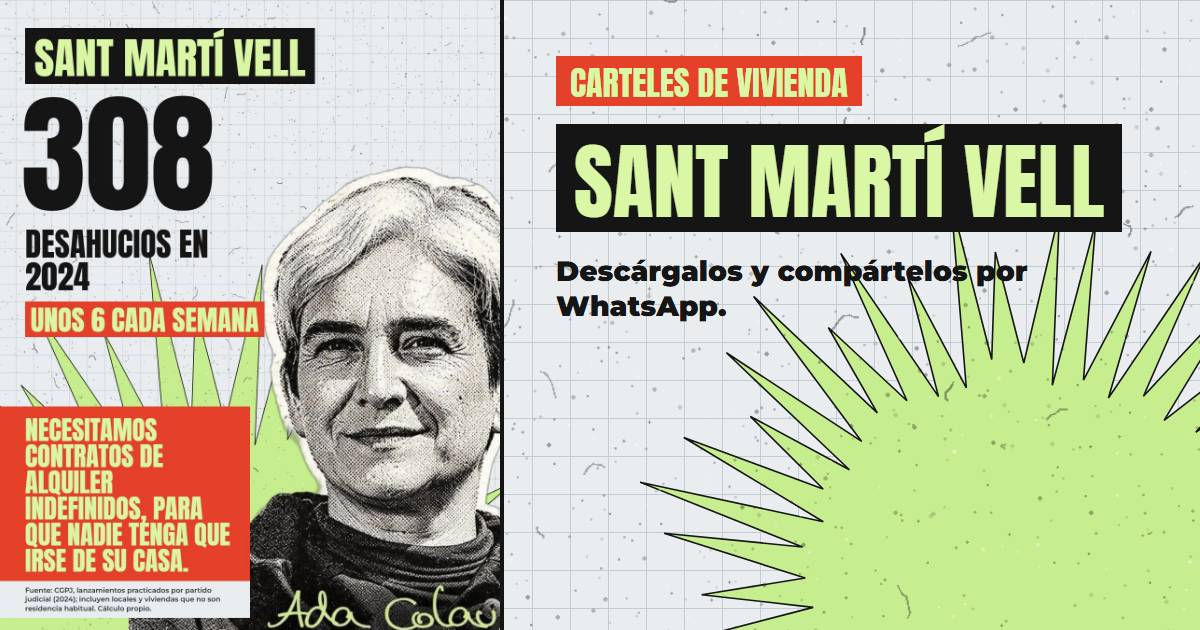 SANT MARTÍ VELL
308
DESAHUCIOS EN
2024
UNOS 6 CADA SEMANA
NECESITAMOS
CONTRATOS DE
ALQUILER
INDEFINIDOS, PARA
QUE NADIE TENGA QUE
IRSE DE SU CASA.
Fuente: CGPJ, lanzamientos practicados por partido
judicial (2024); incluyen locales y viviendas que no son
residencia habitual. Cálculo propio.
Ada Colau
CARTELES DE VIVIENDA
SANT MARTÍ VELL
Descárgalos y compártelos por
WhatsApp.